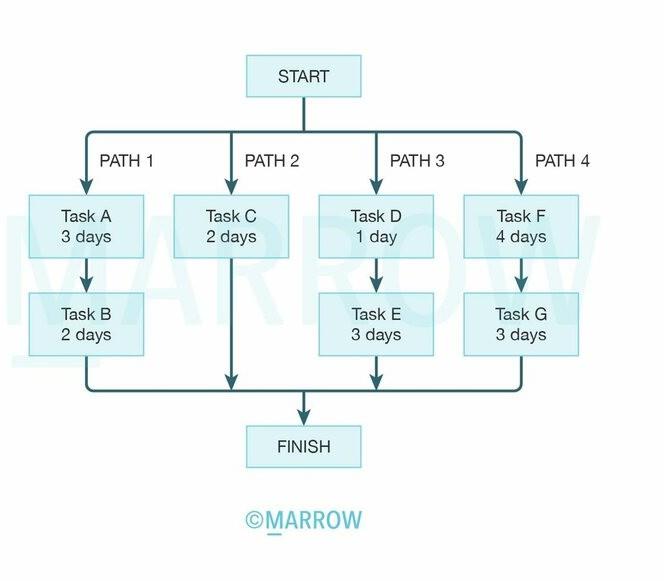 START
PATH 1
PATH 2
PATH 3
PATH 4
Task A
3 days
Task C
2 days
Task D
1 day
Task F
4 days
Task B
2 days
Task E
3 days
Task G
3 days
FINISH
©MARROW
MARROW